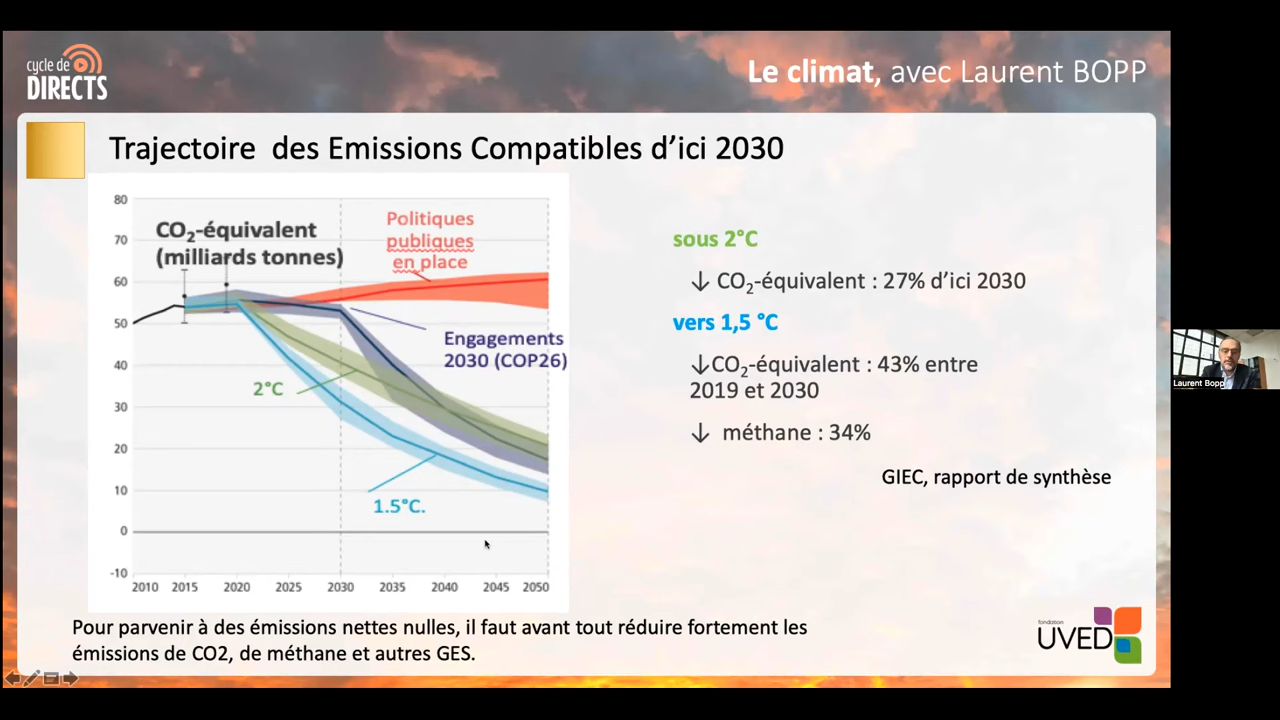 cycle de
DIRECTS
Le climat, avec Laurent BOPP
Trajectoire des Emissions Compatibles d'ici 2030
80
70
60
50
40
30
20
10
0
-10
CO2-équivalent
(milliards tonnes)
Politiques
publiques
en place
Engagements
2030 (COP26)
2°C
1.5°C.
2010 2015 2020 2025 2030 2035 2040 2045 2050
sous 2°C
↓ CO2-équivalent : 27% d'ici 2030
vers 1,5 °C
↓CO2-équivalent : 43% entre
2019 et 2030
↓ méthane : 34%
GIEC, rapport de synthèse
Laurent Bopp
Pour parvenir à des émissions nettes nulles, il faut avant tout réduire fortement les
émissions de CO2, de méthane et autres GES.
fondation
UVED